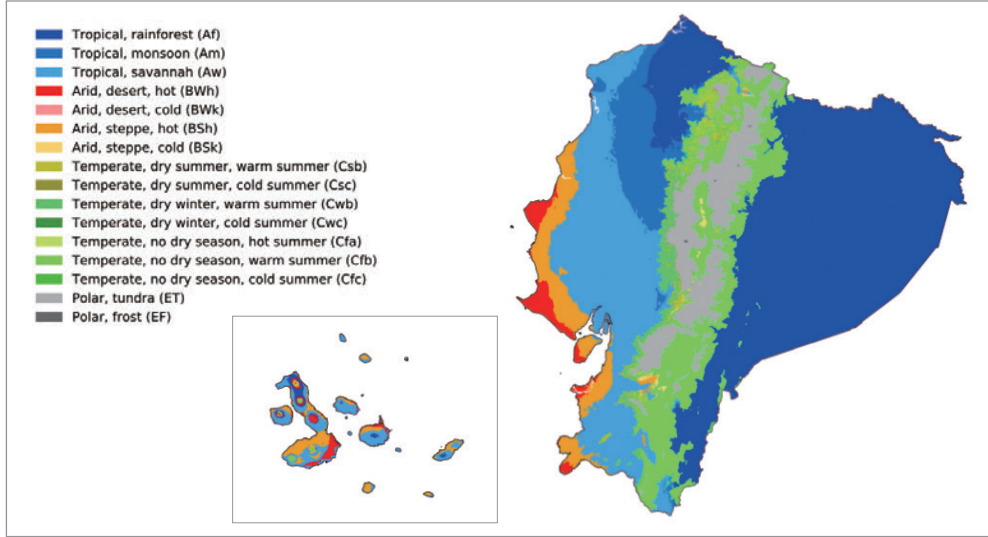 Tropical, rainforest (Af)
Tropical, monsoon (Am)
Tropical, savannah (Aw)
Arid, desert, hot (BWh)
Arid, desert, cold (BWk)
Arid, steppe, hot (BSh)
Arid, steppe, cold (BSk)
Temperate, dry summer, warm summer (Csb)
Temperate, dry summer, cold summer (Csc)
Temperate, dry winter, warm summer (Cwb)
Temperate, dry winter, cold summer (Cwc)
Temperate, no dry season, hot summer (Cfa)
Temperate, no dry season, warm summer (Cfb)
Temperate, no dry season, cold summer (Cfc)
Polar, tundra (ET)
Polar, frost (EF)